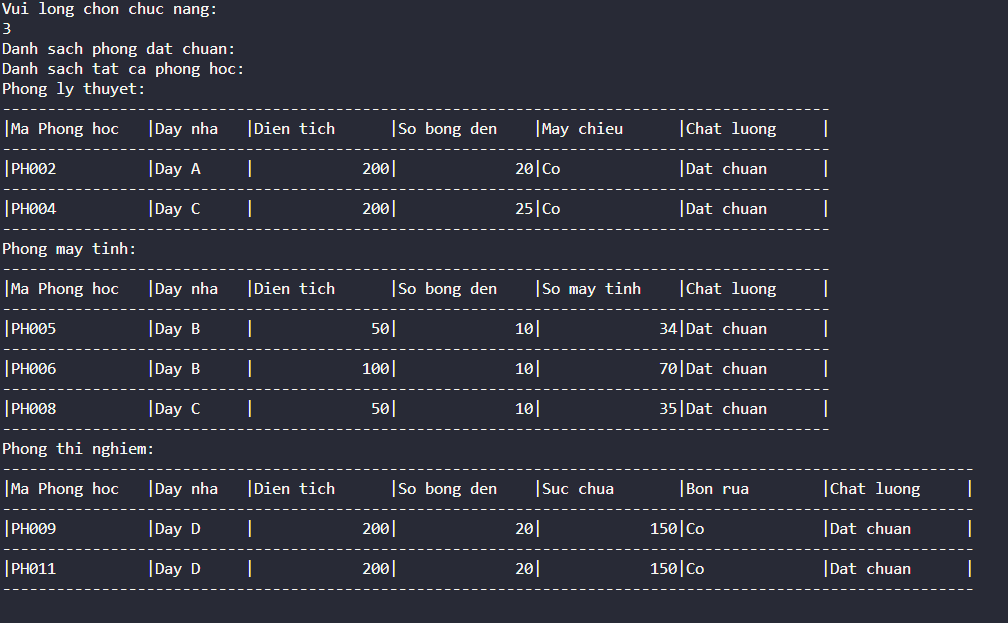 Vui long chon chuc nang:
3
Danh sach phong dat chuan:
Danh sach tat ca phong hoc:
Phong ly thuyet:
------------------------------------------------------------------------------------------
|Ma Phong hoc   |Day nha   |Dien tich      |So bong den    |May chieu      |Chat luong     |
------------------------------------------------------------------------------------------
|PH002          |Day A     |            200|             20|Co             |Dat chuan      |
------------------------------------------------------------------------------------------
|PH004          |Day C     |            200|             25|Co             |Dat chuan      |
------------------------------------------------------------------------------------------
Phong may tinh:
------------------------------------------------------------------------------------------
|Ma Phong hoc   |Day nha   |Dien tich      |So bong den    |So may tinh    |Chat luong     |
------------------------------------------------------------------------------------------
|PH005          |Day B     |             50|             10|             34|Dat chuan      |
------------------------------------------------------------------------------------------
|PH006          |Day B     |            100|             10|             70|Dat chuan      |
------------------------------------------------------------------------------------------
|PH008          |Day C     |             50|             10|             35|Dat chuan      |
------------------------------------------------------------------------------------------
Phong thi nghiem:
----------------------------------------------------------------------------------------------------------
|Ma Phong hoc   |Day nha   |Dien tich      |So bong den    |Suc chua       |Bon rua        |Chat luong     |
----------------------------------------------------------------------------------------------------------
|PH009          |Day D     |            200|             20|            150|Co             |Dat chuan      |
----------------------------------------------------------------------------------------------------------
|PH011          |Day D     |            200|             20|            150|Co             |Dat chuan      |
----------------------------------------------------------------------------------------------------------